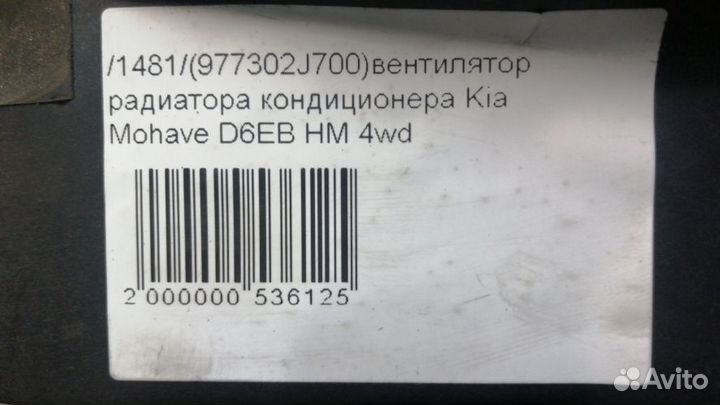 /1481/(977302J700)вентилятор
радиатора кондиционера Kia
Mohave D6EB HM 4wd
2 000000 536125
Avito